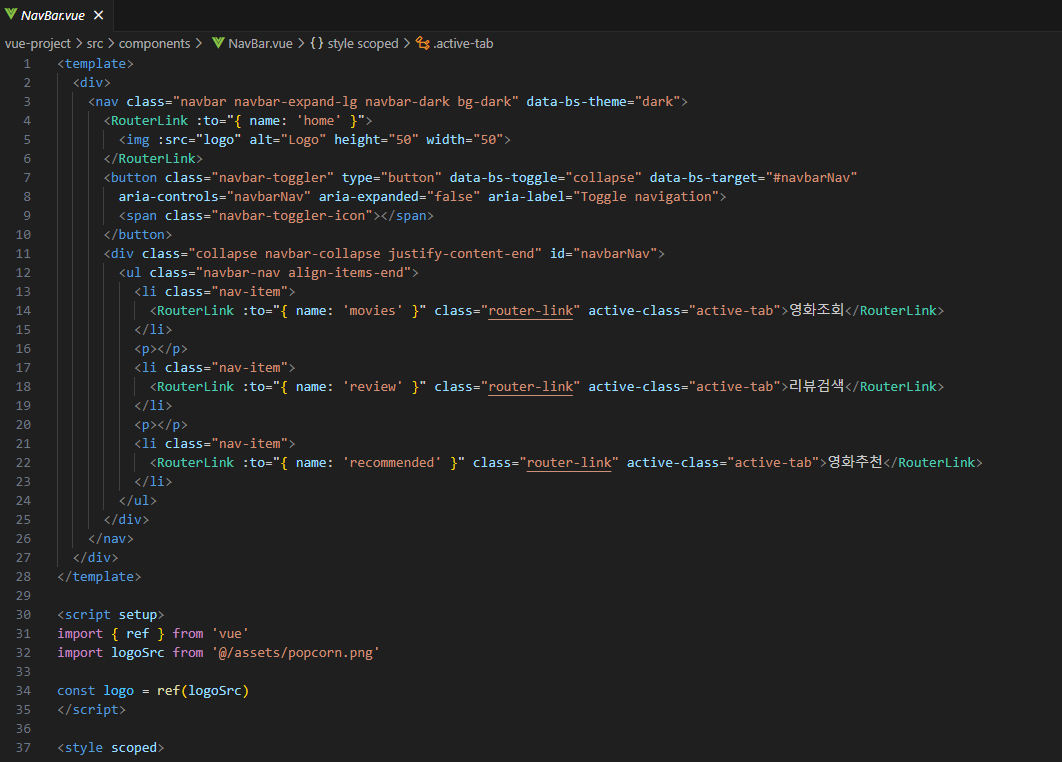 NavBar.vue ×
vue-project > src > components > NavBar.vue > {} style scoped > .active-tab
1 <template>
2 <div>
3 <nav class="navbar navbar-expand-lg navbar-dark bg-dark" data-bs-theme="dark">
4 <RouterLink :to="{ name: 'home' }">
5 <img :src="logo" alt="Logo" height="50" width="50">
6 </RouterLink>
7 <button class="navbar-toggler" type="button" data-bs-toggle="collapse" data-bs-target="#navbarNav"
8 aria-controls="navbarNav" aria-expanded="false" aria-label="Toggle navigation">
9 <span class="navbar-toggler-icon"></span>
10 </button>
11 <div class="collapse navbar-collapse justify-content-end" id="navbarNav">
12 <ul class="navbar-nav align-items-end">
13 <li class="nav-item">
14 <RouterLink :to="{ name: 'movies' }" class="router-link" active-class="active-tab">영화조회</RouterLink>
15 </li>
16 <p></p>
17 <li class="nav-item">
18 <RouterLink :to="{ name: 'review' }" class="router-link" active-class="active-tab">리뷰검색</RouterLink>
19 </li>
20 <p></p>
21 <li class="nav-item">
22 <RouterLink :to="{ name: 'recommended' }" class="router-link" active-class="active-tab">영화추천</RouterLink>
23 </li>
24 </ul>
25 </div>
26 </nav>
27 </div>
28 </template>
29
30 <script setup>
31 import { ref } from 'vue'
32 import logoSrc from '@/assets/popcorn.png'
33
34 const logo = ref(logoSrc)
35 </script>
36
37 <style scoped>